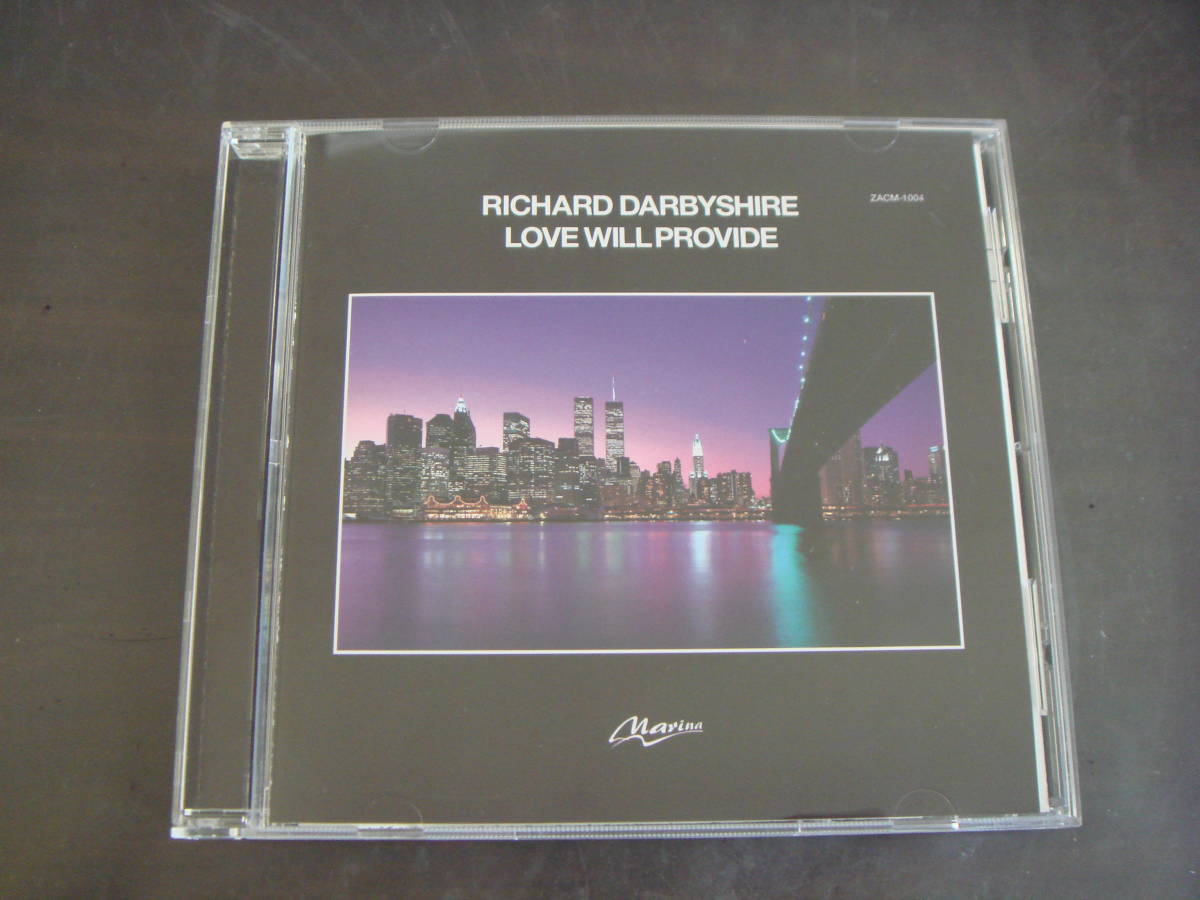 RICHARD DARBYSHIRE
ZACM-1004
LOVE WILL PROVIDE
Marina